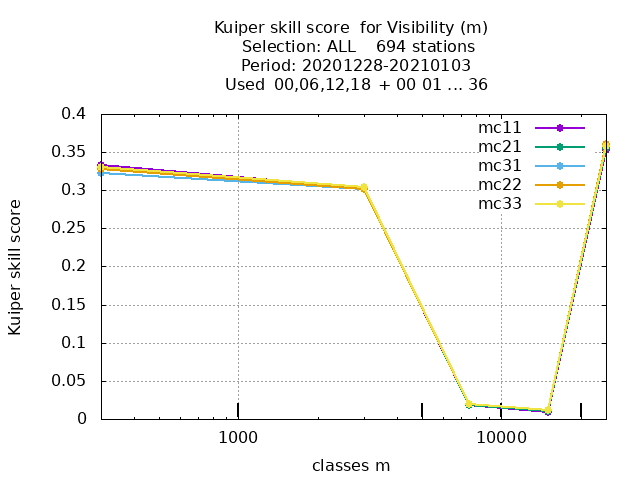 Kuiper skill score  for Visibility (m)
Selection: ALL    694 stations
Period: 20201228-20210103
Used  00,06,12,18 + 00 01 ... 36
0.4
0.35
0.3
0.25
0.2
0.15
0.1
0.05
0
Kuiper skill score
mc11
mc21
mc31
mc22
mc33
1000
10000
classes m